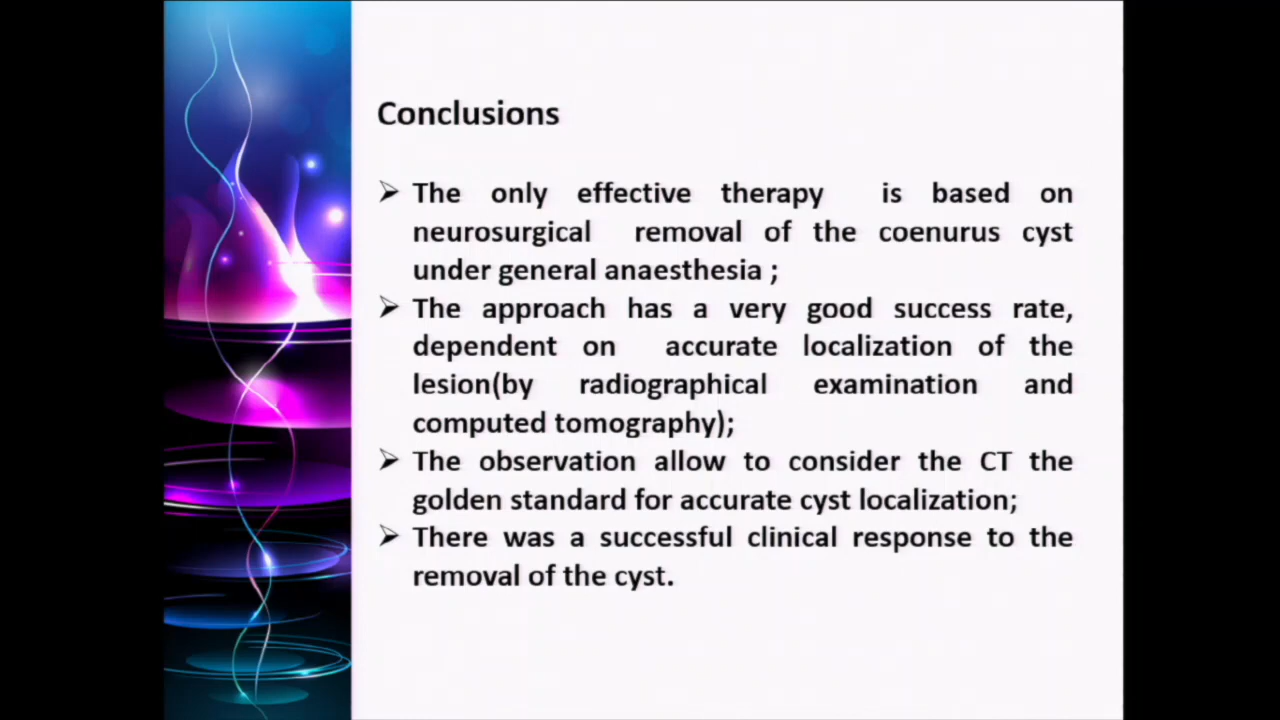 Conclusions
➢ The only effective therapy is based on
neurosurgical removal of the coenurus cyst
under general anaesthesia ;
➢ The approach has a very good success rate,
dependent on accurate localization of the
lesion(by radiographical examination and
computed tomography);
➢ The observation allow to consider the CT the
golden standard for accurate cyst localization;
➢ There was a successful clinical response to the
removal of the cyst.